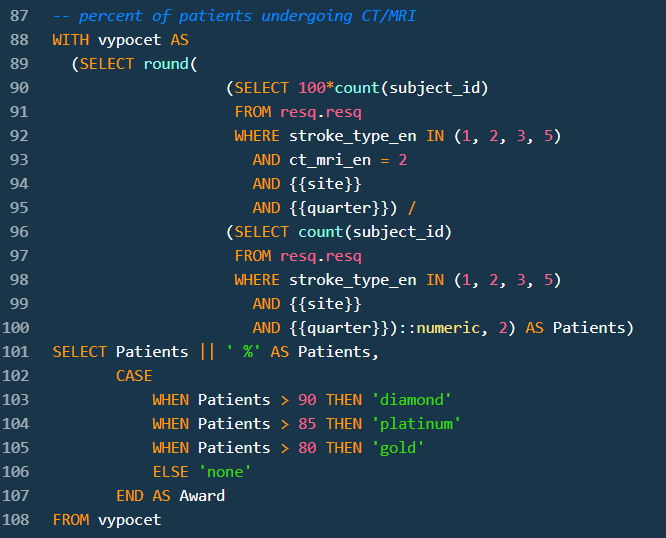 87 -- percent of patients undergoing CT/MRI
88 WITH vypocet AS
89 (SELECT round(
90 (SELECT 100*count(subject_id)
91 FROM resq.resq
92 WHERE stroke_type_en IN (1, 2, 3, 5)
93 AND ct_mri_en = 2
94 AND {{site}}
95 AND {{quarter}}) /
96 (SELECT count(subject_id)
97 FROM resq.resq
98 WHERE stroke_type_en IN (1, 2, 3, 5)
99 AND {{site}}
100 AND {{quarter}})::numeric, 2) AS Patients)
101 SELECT Patients || ' %' AS Patients,
102 CASE
103 WHEN Patients > 90 THEN 'diamond'
104 WHEN Patients > 85 THEN 'platinum'
105 WHEN Patients > 80 THEN 'gold'
106 ELSE 'none'
107 END AS Award
108 FROM vypocet